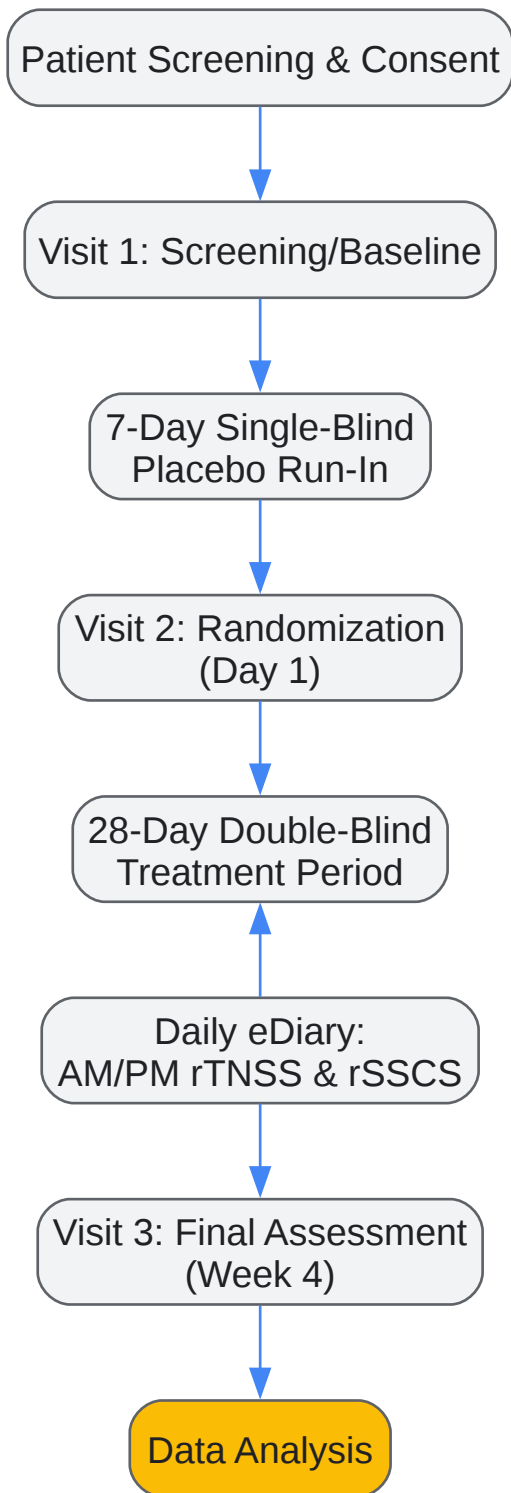 Patient Screening & Consent
Visit 1: Screening/Baseline
7-Day Single-Blind
Placebo Run-In
Visit 2: Randomization
(Day 1)
28-Day Double-Blind
Treatment Period
Daily eDiary:
AM/PM rTNSS & rSSCS
Visit 3: Final Assessment
(Week 4)
Data Analysis